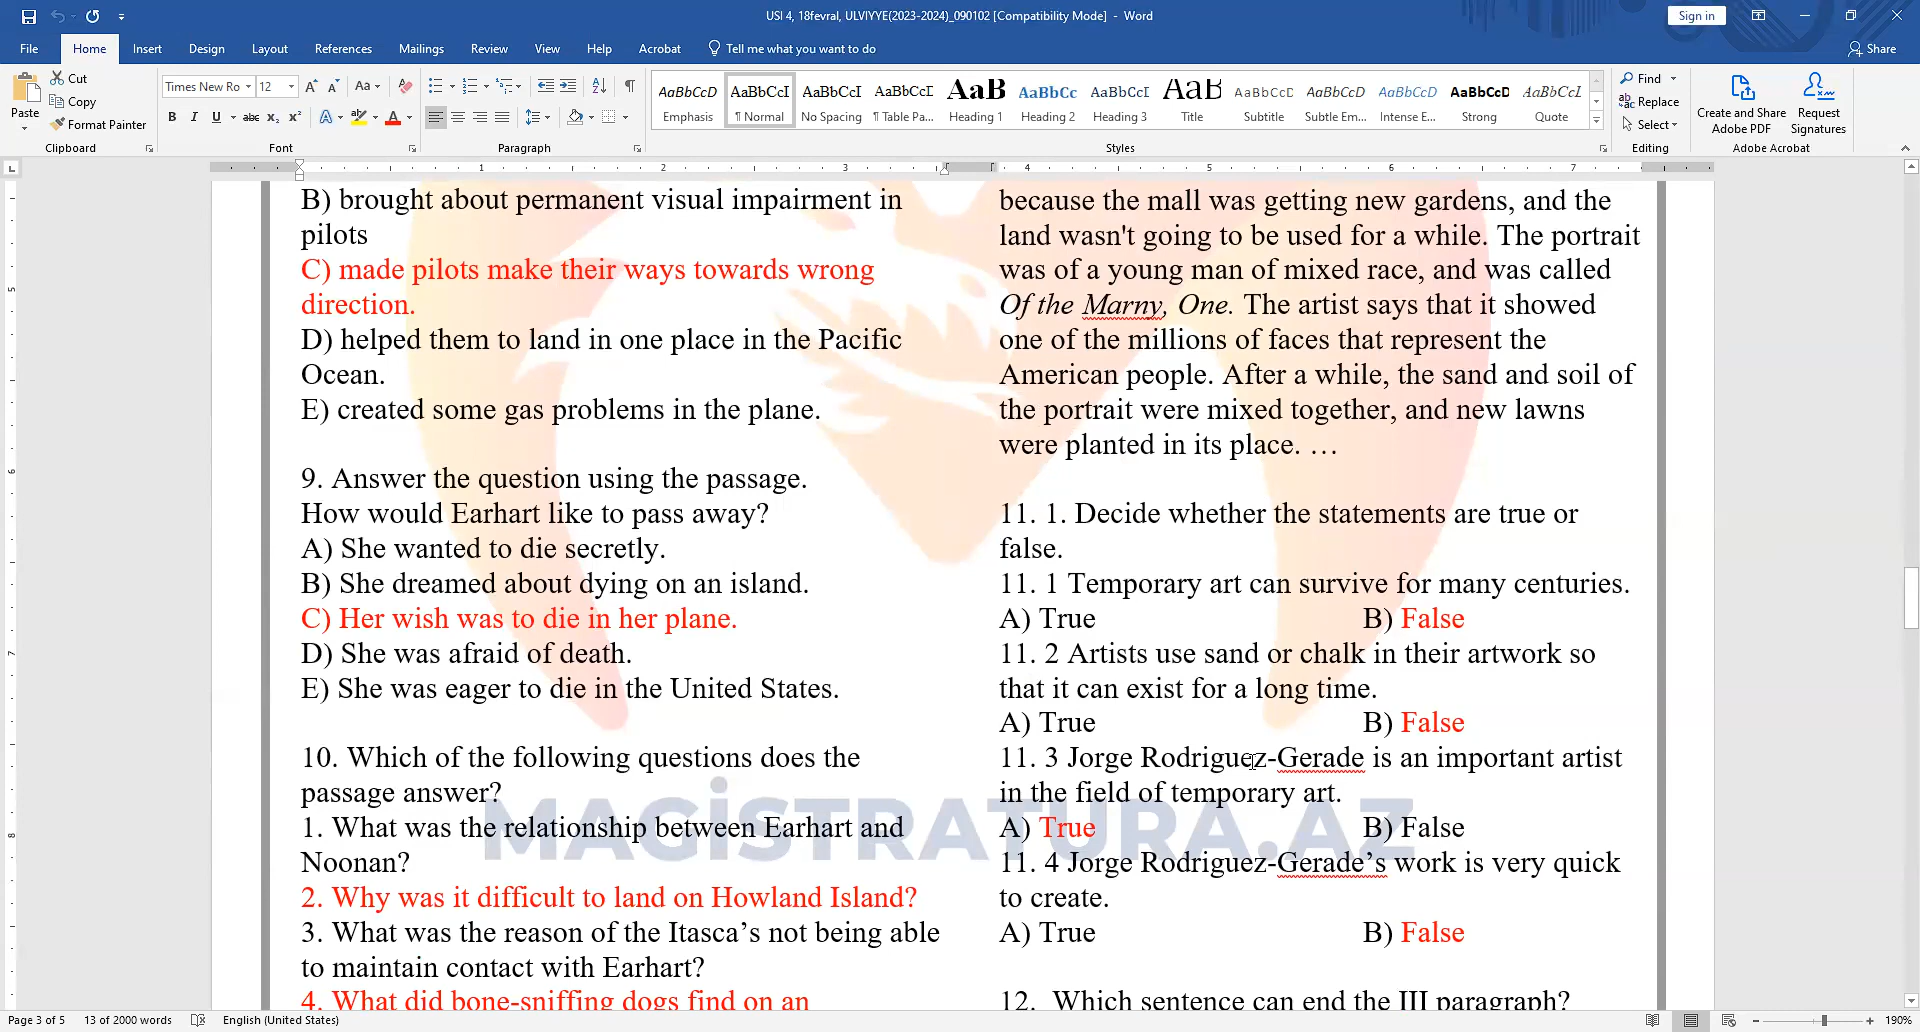 USI 4, 18fevral, ULVIYYE(2023-2024)_090102 [Compatibility Mode] - Word
Sign in
File Home Insert Design Layout References Mailings Review View Help Acrobat Tell me what you want to do Share
Paste
Cut
Copy
Format Painter
Clipboard
Times New Ro 12
Font
Paragraph
AaBbCcD Emphasis
AaBbCcI ¶ Normal
AaBbCcI No Spacing
AaBbCcD ¶ Table Pa...
AaB Heading 1
AaBbCc Heading 2
AaBbCcD Heading 3
AaB Title
AaBbCcD Subtitle
AaBbCcD Subtle Em...
AaBbCcD Intense E...
AaBbCcD Strong
AaBbCcL Quote
Styles
Find
Replace
Select
Editing
Create and Share Adobe PDF
Request Signatures
Adobe Acrobat
1 2 3 4 5 6 7
B) brought about permanent visual impairment in
pilots
C) made pilots make their ways towards wrong
direction.
D) helped them to land in one place in the Pacific
Ocean.
E) created some gas problems in the plane.
9. Answer the question using the passage.
How would Earhart like to pass away?
A) She wanted to die secretly.
B) She dreamed about dying on an island.
C) Her wish was to die in her plane.
D) She was afraid of death.
E) She was eager to die in the United States.
10. Which of the following questions does the
passage answer?
1. What was the relationship between Earhart and
Noonan?
2. Why was it difficult to land on Howland Island?
3. What was the reason of the Itasca’s not being able
to maintain contact with Earhart?
4. What did bone-sniffing dogs find on an
because the mall was getting new gardens, and the
land wasn't going to be used for a while. The portrait
was of a young man of mixed race, and was called
Of the Marny, One. The artist says that it showed
one of the millions of faces that represent the
American people. After a while, the sand and soil of
the portrait were mixed together, and new lawns
were planted in its place. …
11. 1. Decide whether the statements are true or
false.
11. 1 Temporary art can survive for many centuries.
A) True B) False
11. 2 Artists use sand or chalk in their artwork so
that it can exist for a long time.
A) True B) False
11. 3 Jorge Rodriguez-Gerade is an important artist
in the field of temporary art.
A) True B) False
11. 4 Jorge Rodriguez-Gerade’s work is very quick
to create.
A) True B) False
12. Which sentence can end the III paragraph?
MAGİSTRATURA.AZ
Page 3 of 5 13 of 2000 words English (United States) 190%